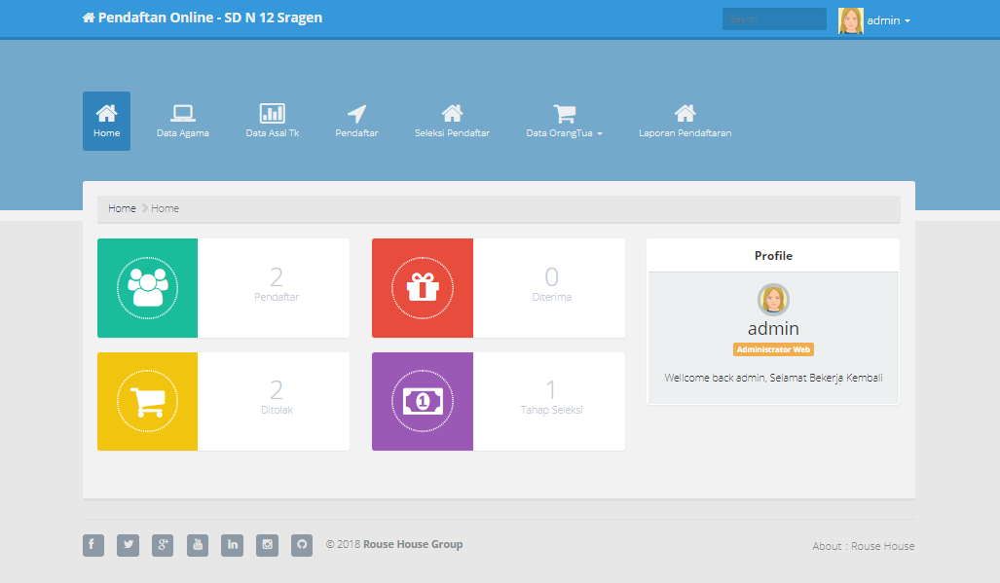 Pendaftan Online - SD N 12 Sragen
Search
admin
Home
Data Agama
Data Asal Tk
Pendaftar
Seleksi Pendaftar
Data OrangTua
Laporan Pendaftaran
Home > Home
2
Pendaftar
0
Diterima
2
Ditolak
1
1
Tahap Seleksi
Profile
admin
Administrator Web
Wellcome back admin, Selamat Bekerja Kembali
© 2018 Rouse House Group
About : Rouse House